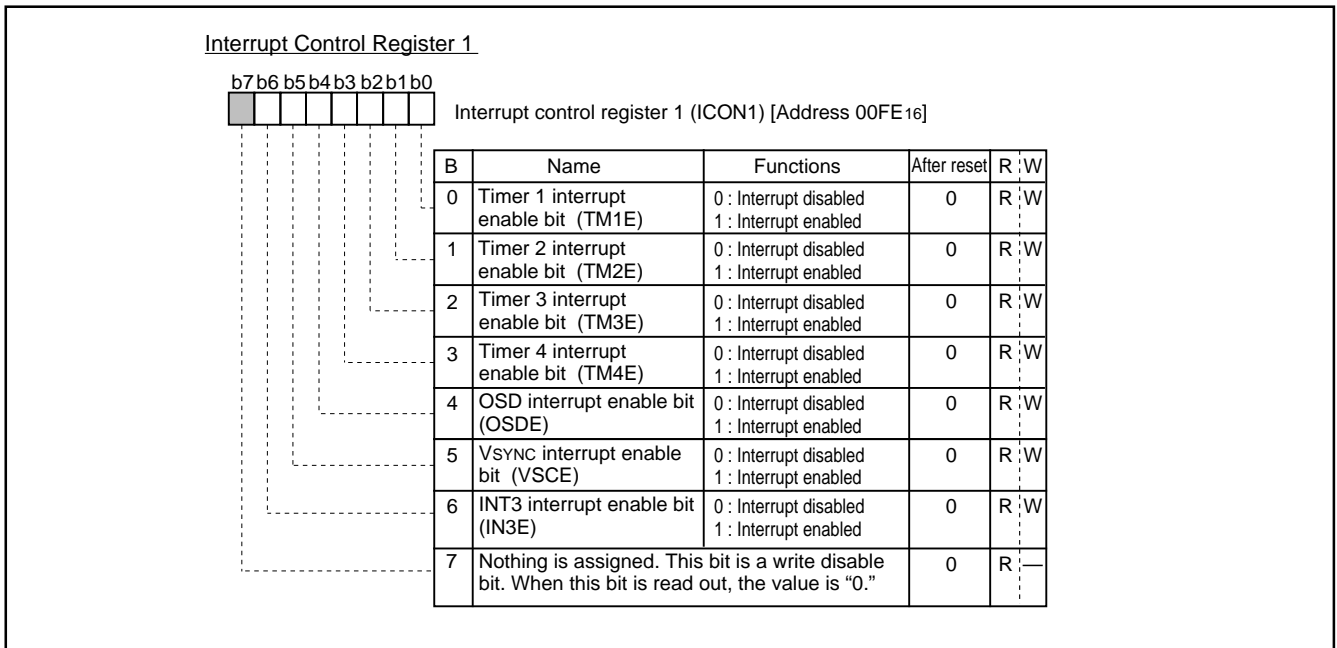 Interrupt Control Register 1
b7 b6 b5 b4 b3 b2 b1 b0
Interrupt control register 1 (ICON1) [Address 00FE16]
B Name Functions After reset R W
0 Timer 1 interrupt enable bit (TM1E) 0 : Interrupt disabled 1 : Interrupt enabled 0 R W
1 Timer 2 interrupt enable bit (TM2E) 0 : Interrupt disabled 1 : Interrupt enabled 0 R W
2 Timer 3 interrupt enable bit (TM3E) 0 : Interrupt disabled 1 : Interrupt enabled 0 R W
3 Timer 4 interrupt enable bit (TM4E) 0 : Interrupt disabled 1 : Interrupt enabled 0 R W
4 OSD interrupt enable bit (OSDE) 0 : Interrupt disabled 1 : Interrupt enabled 0 R W
5 VSYNC interrupt enable bit (VSCE) 0 : Interrupt disabled 1 : Interrupt enabled 0 R W
6 INT3 interrupt enable bit (IN3E) 0 : Interrupt disabled 1 : Interrupt enabled 0 R W
7 Nothing is assigned. This bit is a write disable bit. When this bit is read out, the value is “0.” 0 R —